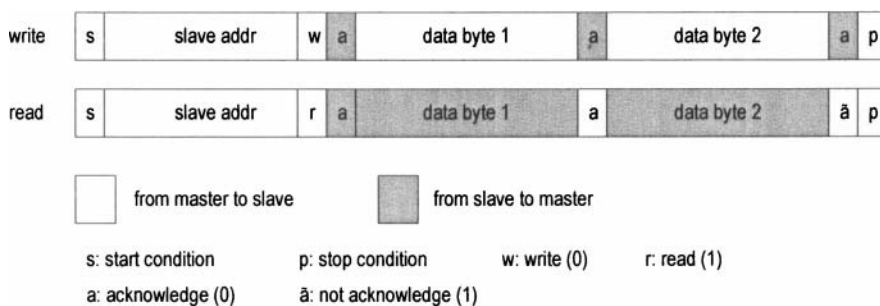 write s slave addr w a data byte 1 a data byte 2 a p
read s slave addr r a data byte 1 a data byte 2 ā p
from master to slave from slave to master
s: start condition p: stop condition w: write (0) r: read (1)
a: acknowledge (0) ā: not acknowledge (1)